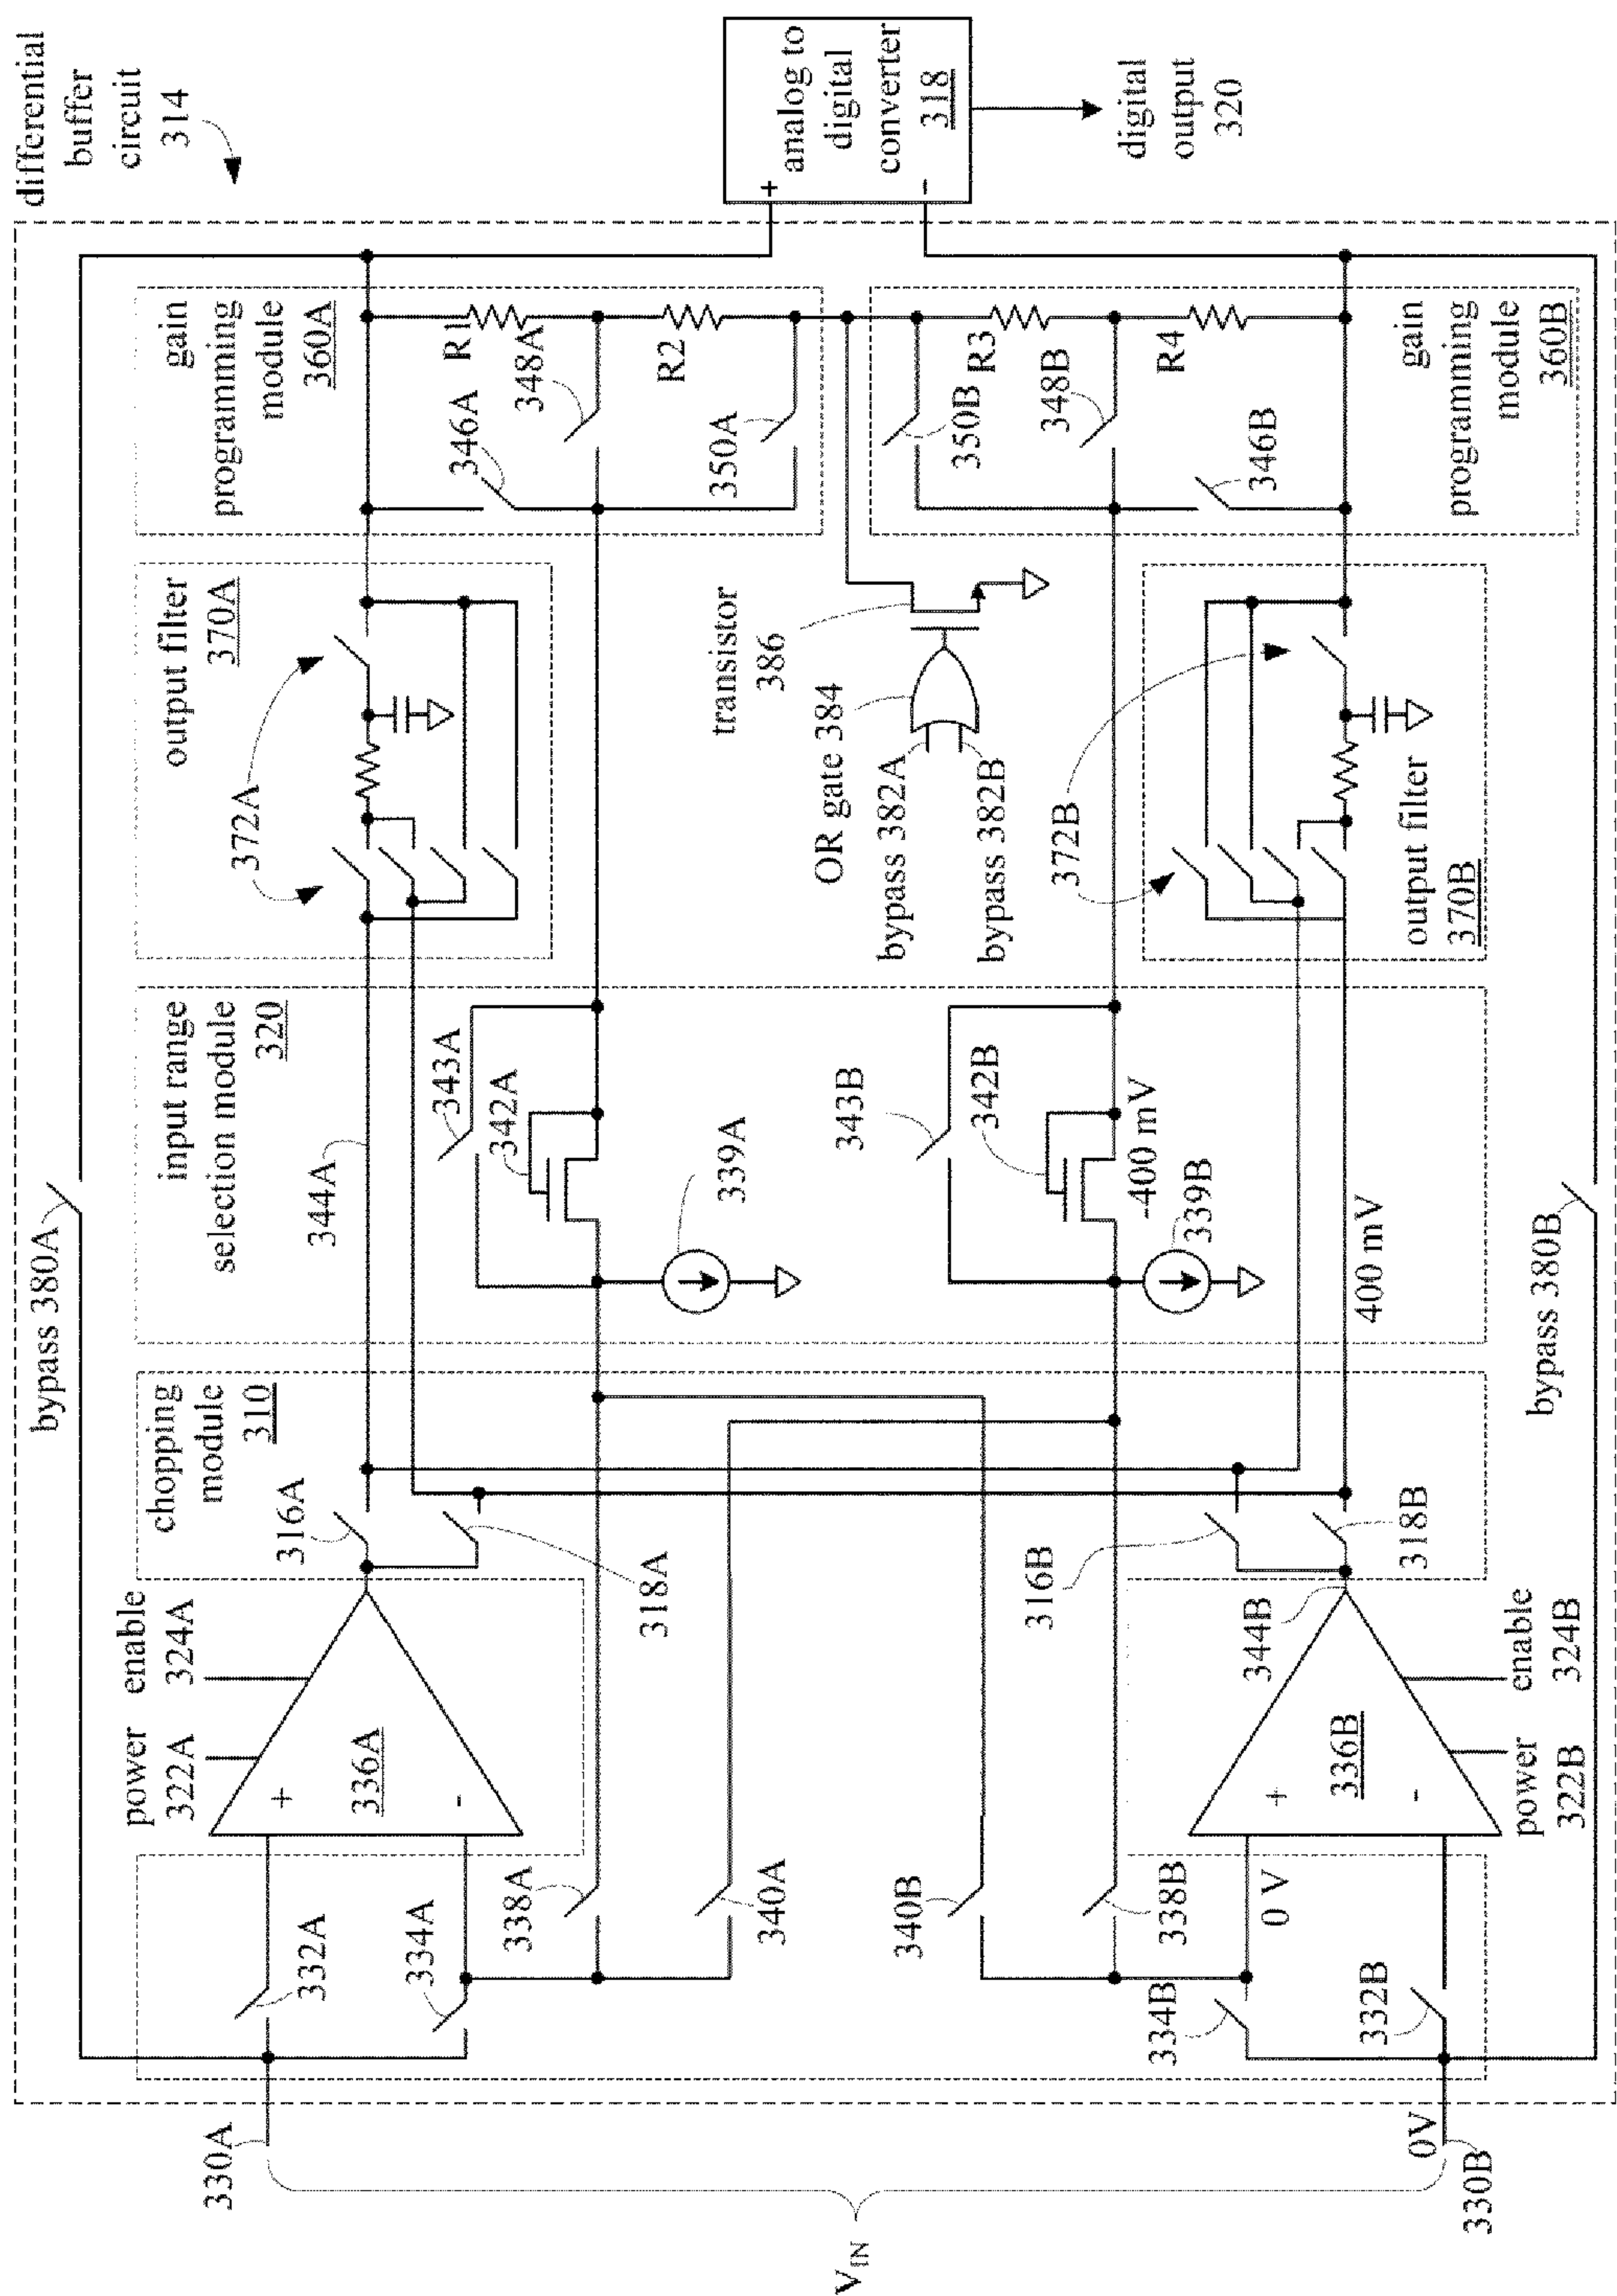 differential
buffer
circuit
314
bypass 380A
chopping
module
310
input range
selection module
320
output filter
370A
gain
programming
module
360A
power
322A
enable
324A
316A
344A
372A
R1
346A
348A
+
analog to
digital
converter
318
-
digital
output
320
330A
332A
334A
+
336A
-
318A
343A
342A
R2
350A
338A
340A
339A
transistor
386
OR gate 384
bypass 382A
bypass 382B
VIN
340B
338B
316B
343B
342B
-400 mV
339B
350B
R3
348B
372B
R4
346B
334B
0 V
332B
+
336B
-
344B
318B
400 mV
output filter
370B
gain
programming
module
360B
0V
330B
power
322B
enable
324B
bypass 380B